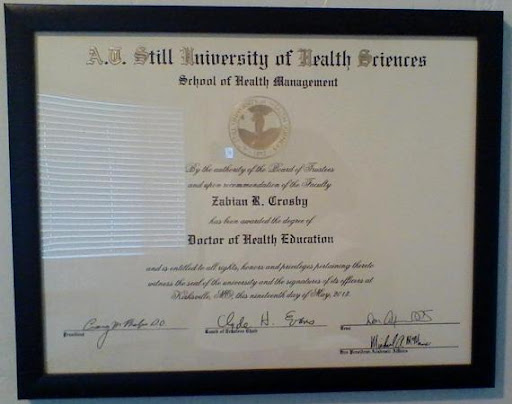 A.T. Still University of Health Sciences
School of Health Management
By the authority of the Board of Trustees
and upon recommendation of the Faculty
Zabian R. Crosby
has been awarded the degree of
Doctor of Health Education
and is entitled to all rights, honors and privileges pertaining thereto
witness the seal of the university and the signatures of its officers at
Kirksville, MO, this nineteenth day of May, 2012.
Clyde H. Evans
President
Board of Trustees Chair
Dean
Vice President Academic Affairs